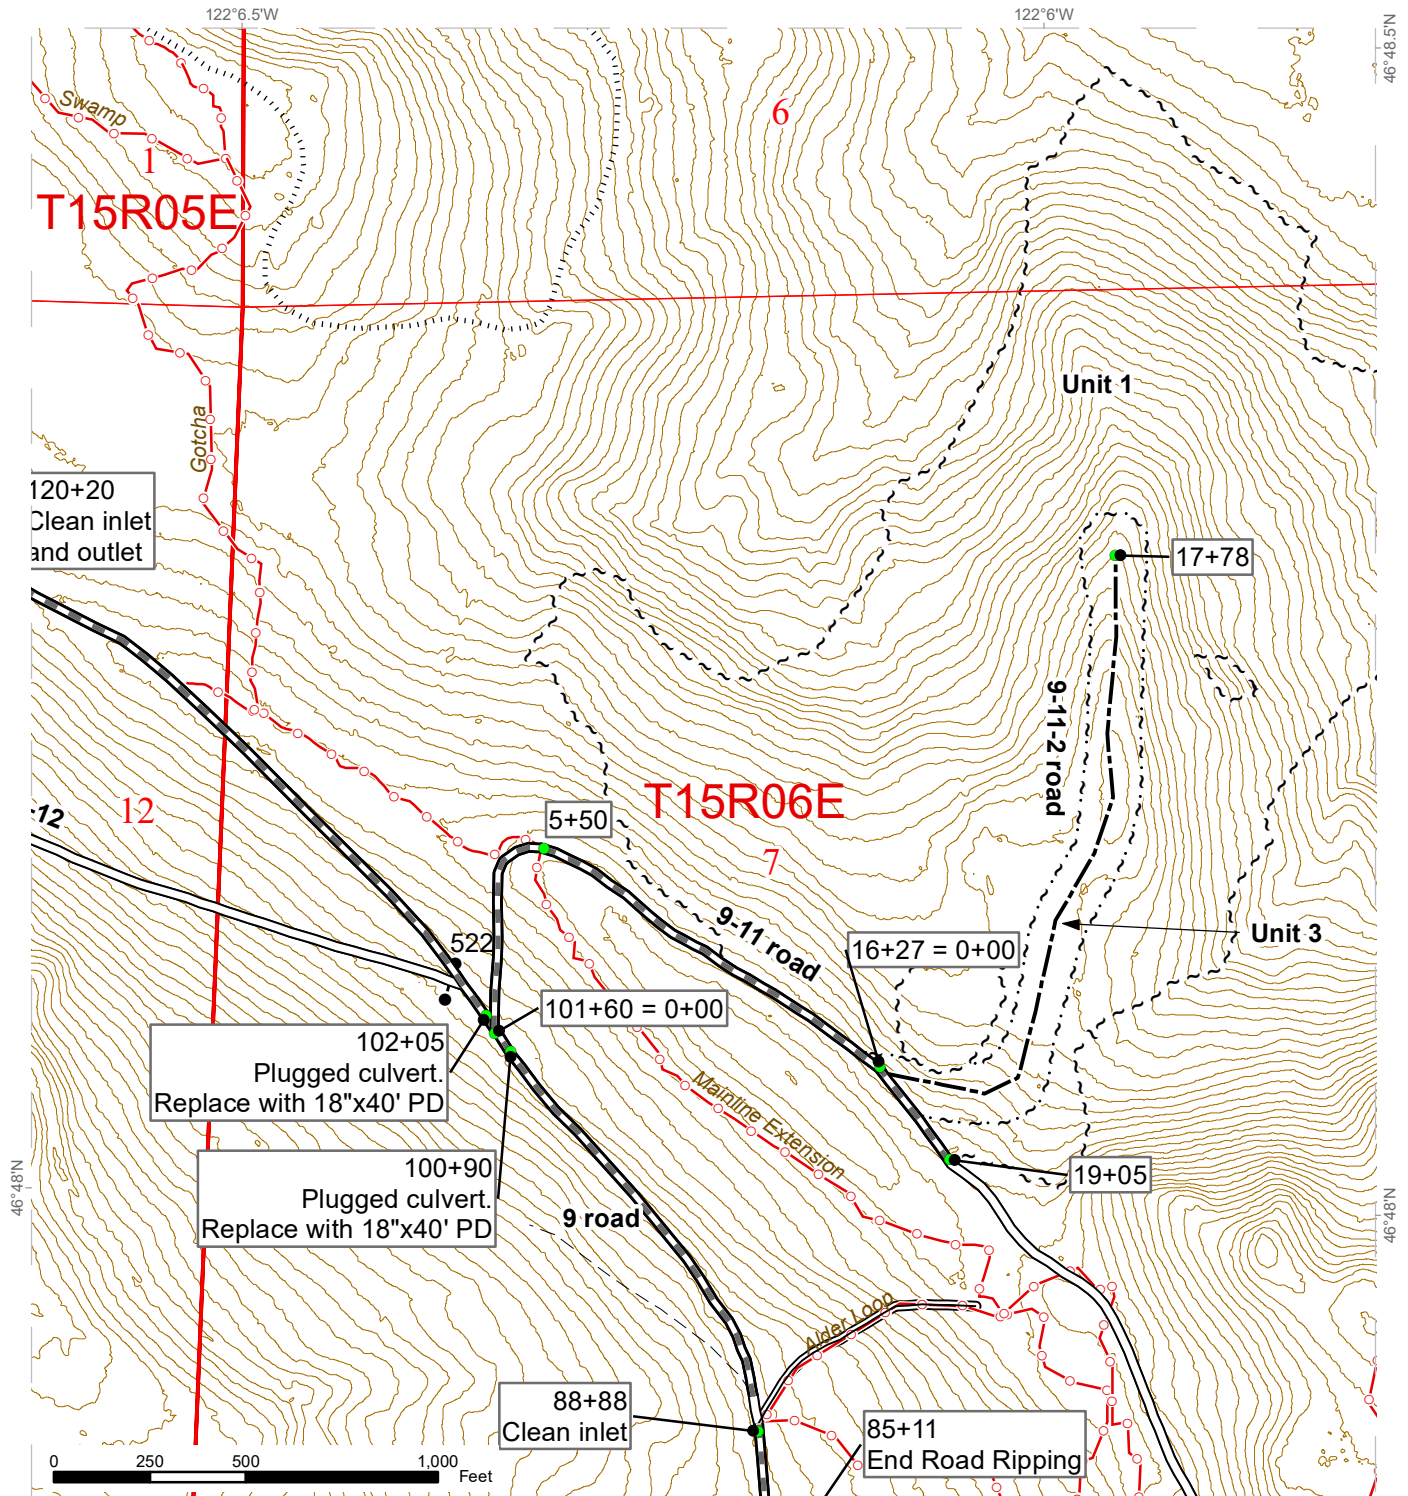 122°6.5'W
122°6'W
46°48.5'N
Swamp
1
6
T15R05E
Gotcha
Unit 1
120+20
Clean inlet
and outlet
17+78
9-11-2 road
-12
12
T15R06E
5+50
7
9-11 road
Unit 3
522
16+27 = 0+00
101+60 = 0+00
102+05
Plugged culvert.
Replace with 18"x40' PD
Mainline Extension
100+90
Plugged culvert.
Replace with 18"x40' PD
19+05
46°48'N
46°48'N
9 road
Alder Loop
88+88
Clean inlet
85+11
End Road Ripping
0 250 500 1,000
Feet